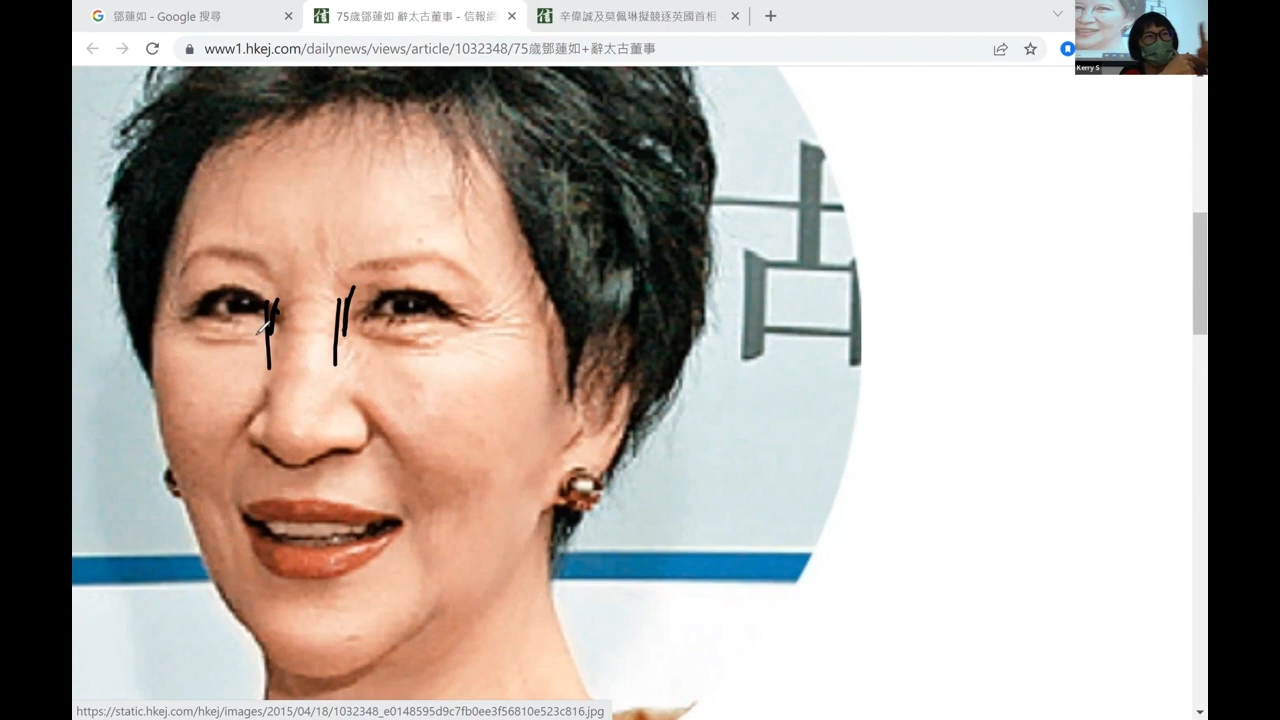 鄧蓮如 - Google 搜尋
75歲鄧蓮如 辭太古董事 - 信報網
辛偉誠及莫佩琳擬競逐英國首相
www1.hkej.com/dailynews/views/article/1032348/75歲鄧蓮如+辭太古董事
Kerry S
古
https://static.hkej.com/hkej/images/2015/04/18/1032348_e0148595d9c7fb0ee3f56810e523c816.jpg